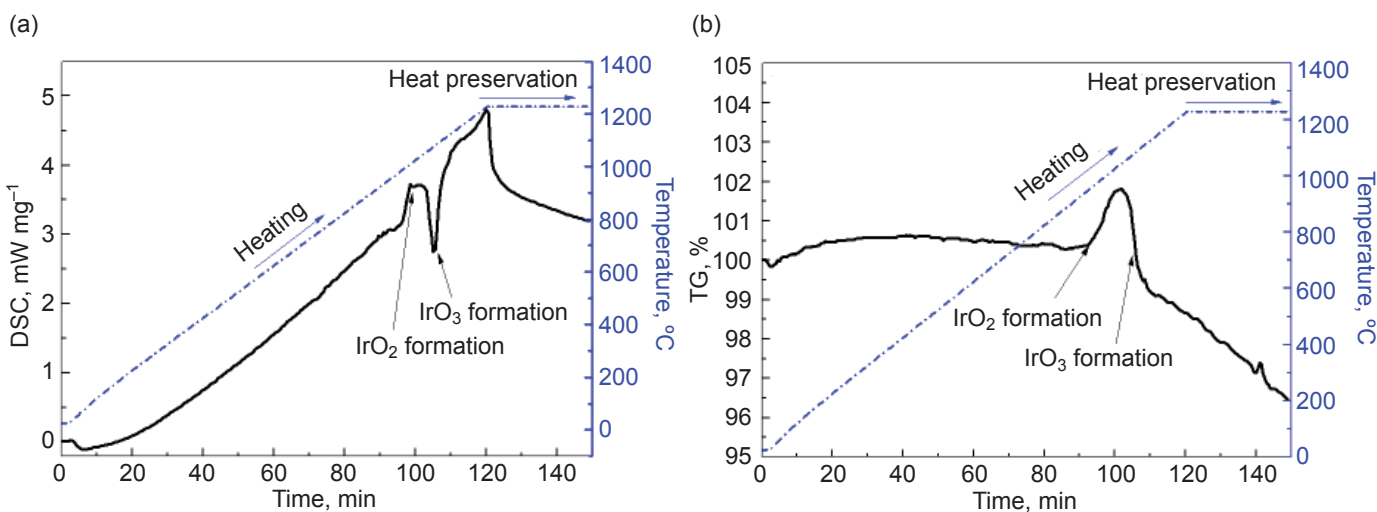 (a)
5
4
3
2
1
0
DSC, mW mg–1
0 20 40 60 80 100 120 140
Time, min
1400
1200
1000
800
600
400
200
0
Temperature, ºC
Heat preservation
Heating
IrO3 formation
IrO2 formation
(b)
105
104
103
102
101
100
99
98
97
96
95
TG, %
0 20 40 60 80 100 120 140
Time, min
1400
1200
1000
800
600
400
200
0
Temperature, ºC
Heat preservation
Heating
IrO2 formation
IrO3 formation